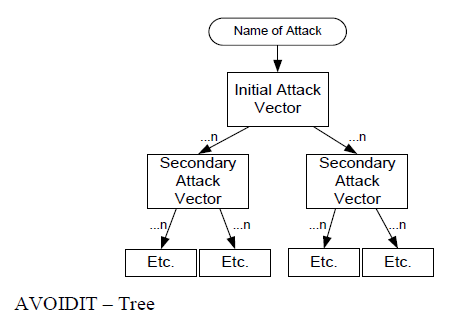 Name of Attack
Initial Attack
Vector
...n
...n
Secondary
Attack
Vector
Secondary
Attack
Vector
...n
...n
...n
...n
Etc.
Etc.
Etc.
Etc.
AVOIDIT – Tree